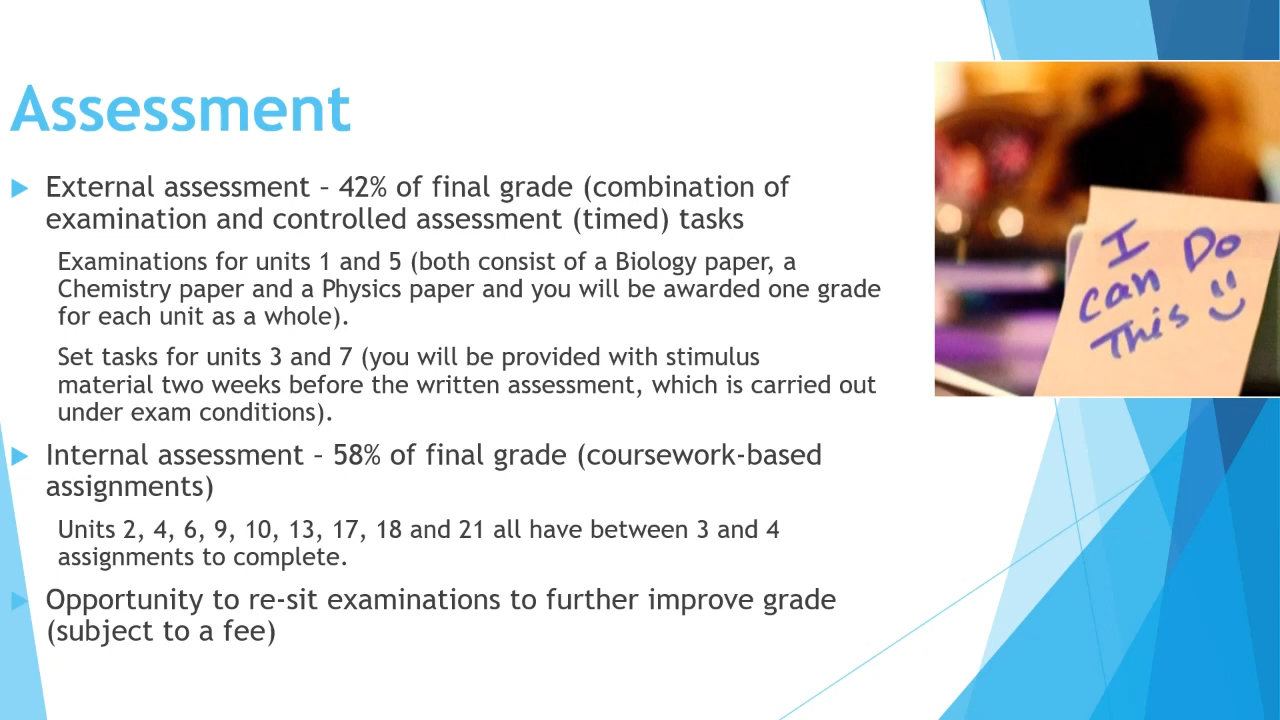 Assessment
External assessment – 42% of final grade (combination of
examination and controlled assessment (timed) tasks
Examinations for units 1 and 5 (both consist of a Biology paper, a
Chemistry paper and a Physics paper and you will be awarded one grade
for each unit as a whole).
Set tasks for units 3 and 7 (you will be provided with stimulus
material two weeks before the written assessment, which is carried out
under exam conditions).
Internal assessment – 58% of final grade (coursework-based
assignments)
Units 2, 4, 6, 9, 10, 13, 17, 18 and 21 all have between 3 and 4
assignments to complete.
Opportunity to re-sit examinations to further improve grade
(subject to a fee)
I
can Do
This